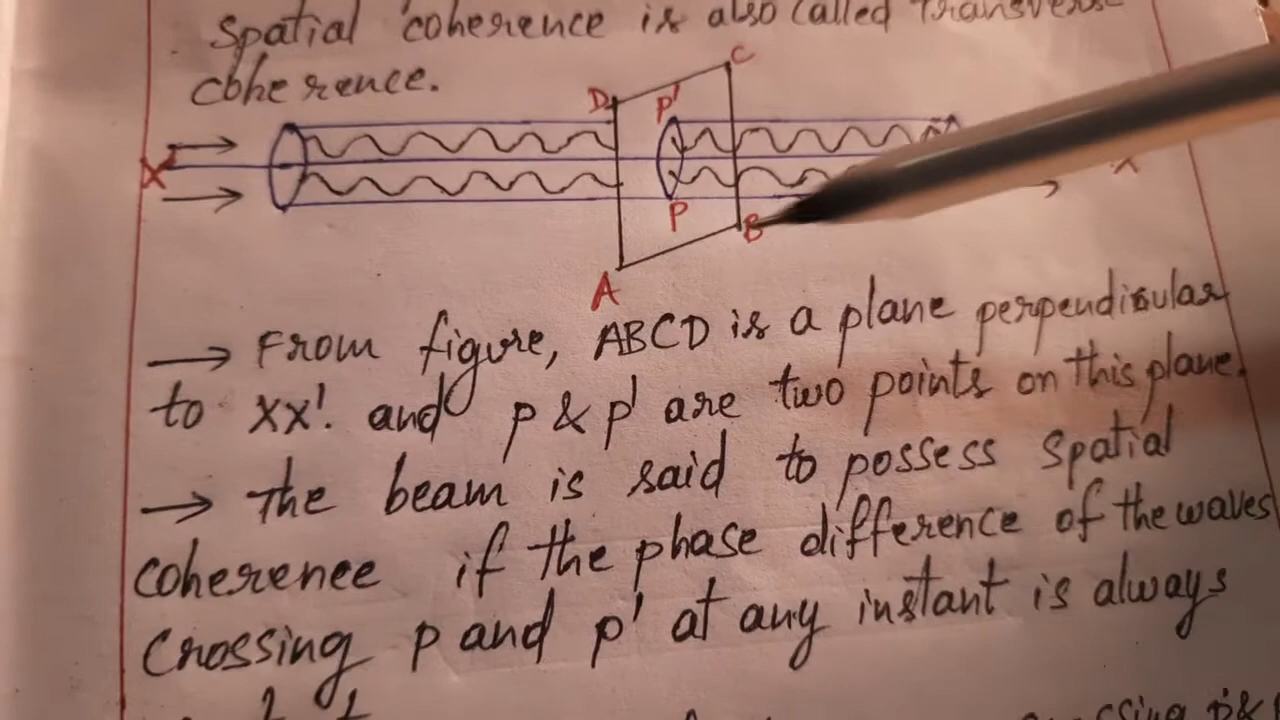 Spatial coherence is also called Transverse
coherence.
C
D P'
X X
P B
A
→ From figure, ABCD is a plane perpendicular
to XX'. and P & P' are two points on this plane.
→ The beam is said to possess spatial
coherence if the phase difference of the waves
crossing P and P' at any instant is always